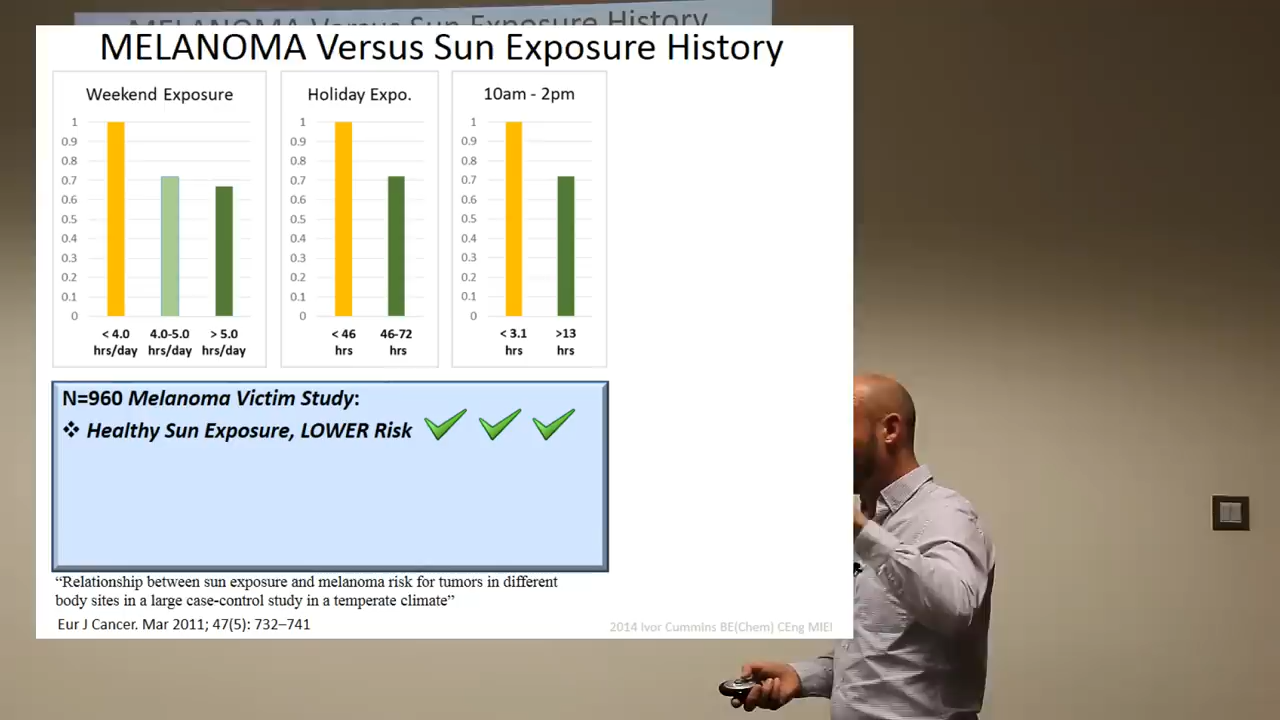 MELANOMA Versus Sun Exposure History
MELANOMA Versus Sun Exposure History
Weekend Exposure
1
0.9
0.8
0.7
0.6
0.5
0.4
0.3
0.2
0.1
0
< 4.0 4.0-5.0 > 5.0
hrs/day hrs/day hrs/day
Holiday Expo.
1
0.9
0.8
0.7
0.6
0.5
0.4
0.3
0.2
0.1
0
< 46 46-72
hrs hrs
10am - 2pm
1
0.9
0.8
0.7
0.6
0.5
0.4
0.3
0.2
0.1
0
< 3.1 >13
hrs hrs
N=960 Melanoma Victim Study:
❖ Healthy Sun Exposure, LOWER Risk
“Relationship between sun exposure and melanoma risk for tumors in different
body sites in a large case-control study in a temperate climate”
Eur J Cancer. Mar 2011; 47(5): 732–741
2014 Ivor Cummins BE(Chem) CEng MIEI